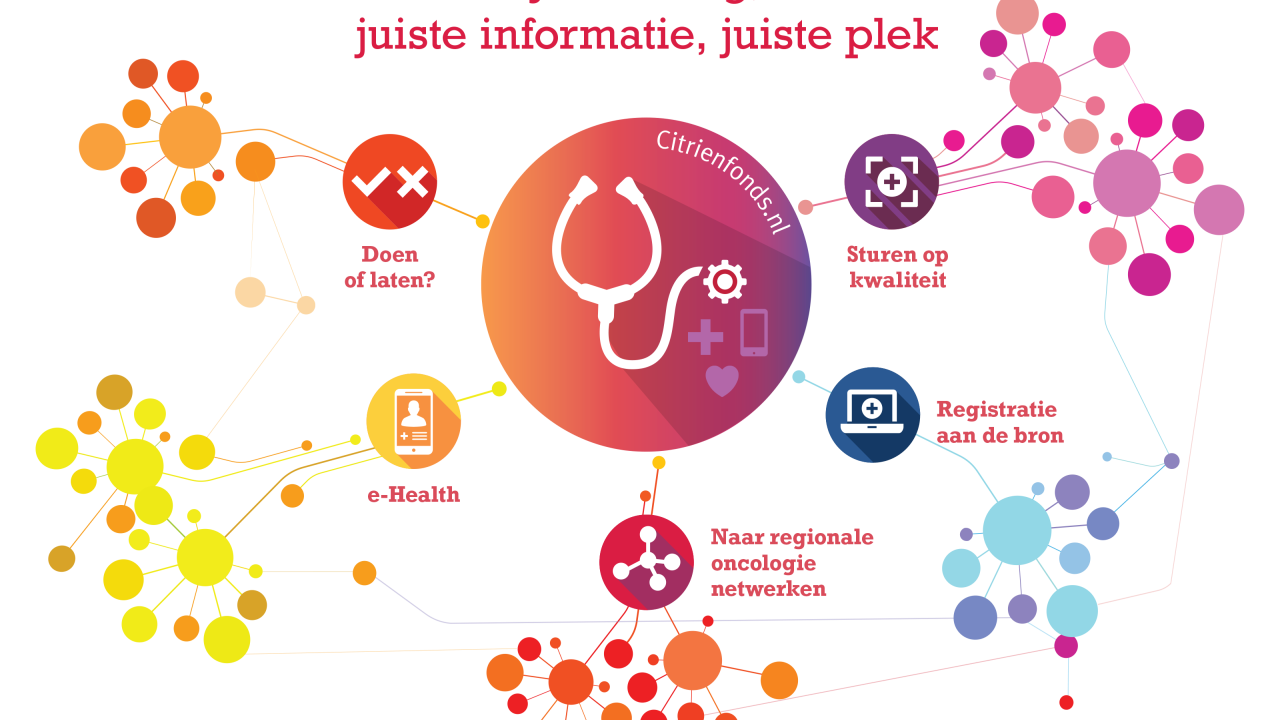 juiste informatie, juiste plek
Citrienfonds.nl
Doen
of laten?
Sturen op
kwaliteit
Registratie
aan de bron
e-Health
Naar regionale
oncologie
netwerken